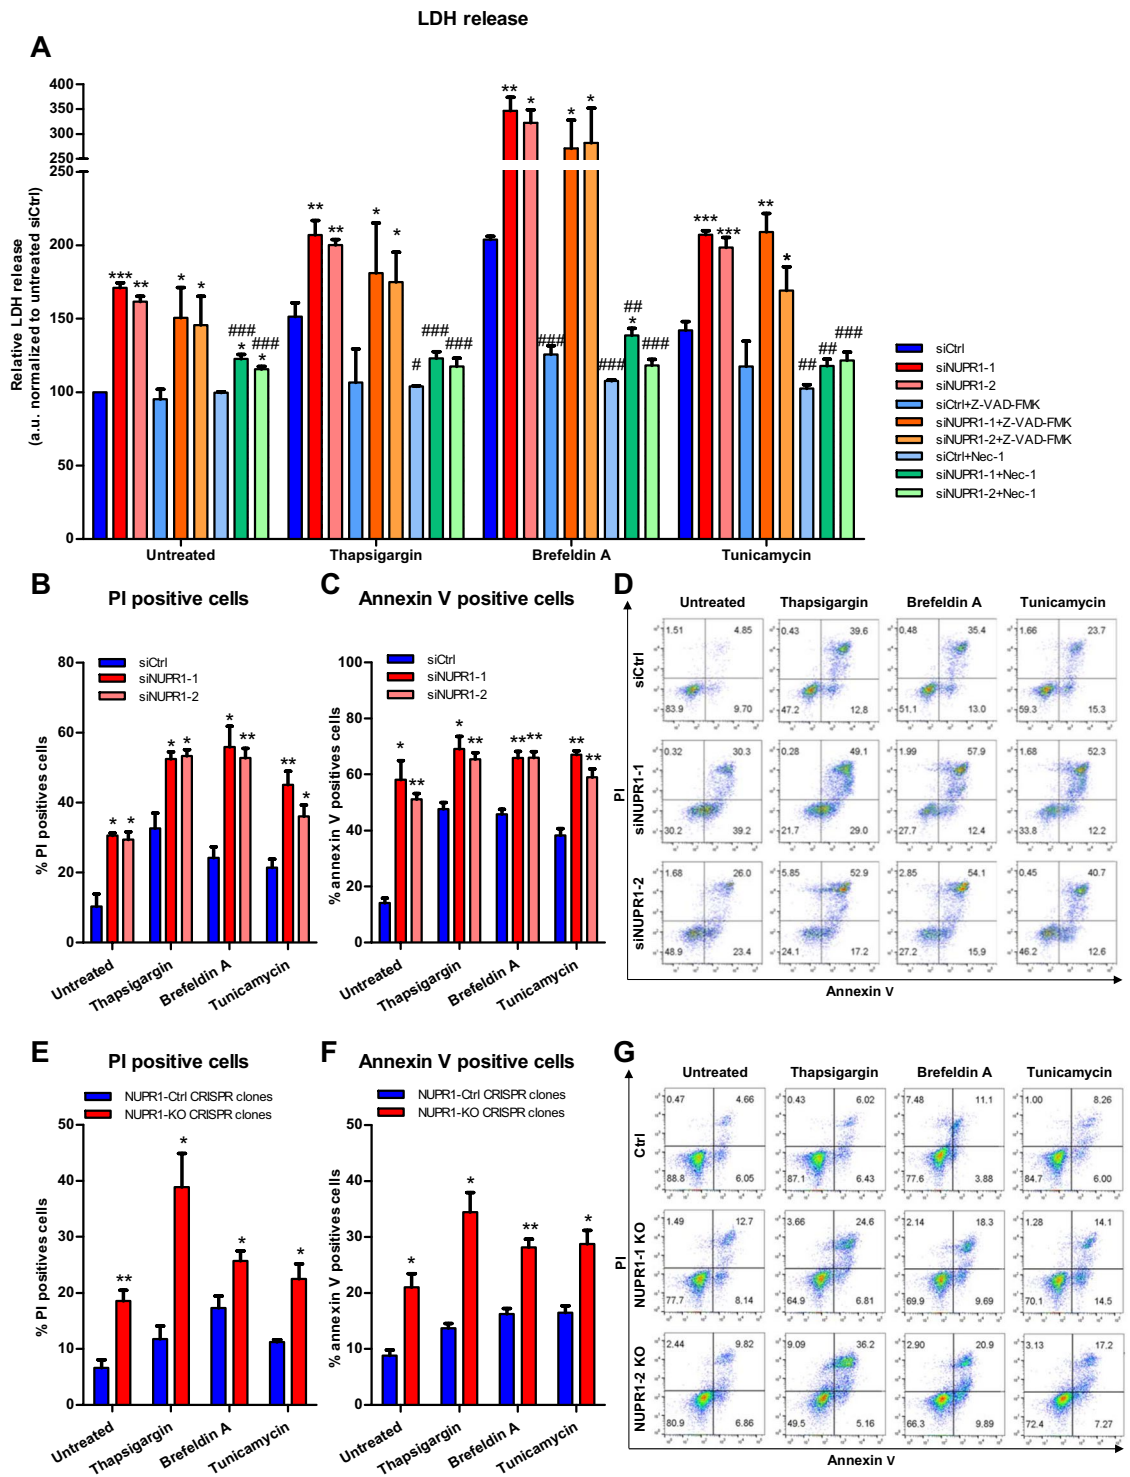 LDH release
A
Relative LDH release
(a.u. normalized to untreated siCtrl)
400
350
300
250
250
200
150
100
50
0
*** ** * * ### * ### *
** ** * * # ### ###
** * ### * * ### ## * ###
*** *** ** * ## ## ###
Untreated Thapsigargin Brefeldin A Tunicamycin
siCtrl
siNUPR1-1
siNUPR1-2
siCtrl+Z-VAD-FMK
siNUPR1-1+Z-VAD-FMK
siNUPR1-2+Z-VAD-FMK
siCtrl+Nec-1
siNUPR1-1+Nec-1
siNUPR1-2+Nec-1
B PI positive cells
siCtrl
siNUPR1-1
siNUPR1-2
% PI positives cells
80
60
40
20
0
* * * * * ** ** *
Untreated Thapsigargin Brefeldin A Tunicamycin
C Annexin V positive cells
siCtrl
siNUPR1-1
siNUPR1-2
% annexin V positives cells
100
80
60
40
20
0
* ** * ** ** ** ** **
Untreated Thapsigargin Brefeldin A Tunicamycin
D
Untreated Thapsigargin Brefeldin A Tunicamycin
siCtrl
1.51 4.85 0.43 39.6 0.48 35.4 1.66 23.7
83.9 9.70 47.2 12.8 51.1 13.0 59.3 15.3
siNUPR1-1
0.32 30.3 0.28 49.1 1.99 57.9 1.68 52.3
30.2 39.2 21.7 29.0 27.7 12.4 33.8 12.2
siNUPR1-2
1.68 26.0 5.85 52.9 2.85 54.1 0.45 40.7
48.9 23.4 24.1 17.2 27.2 15.9 46.2 12.6
PI
Annexin V
E PI positive cells
NUPR1-Ctrl CRISPR clones
NUPR1-KO CRISPR clones
% PI positives cells
50
40
30
20
10
0
** * * *
Untreated Thapsigargin Brefeldin A Tunicamycin
F Annexin V positive cells
NUPR1-Ctrl CRISPR clones
NUPR1-KO CRISPR clones
% annexin V positives cells
50
40
30
20
10
0
* * ** *
Untreated Thapsigargin Brefeldin A Tunicamycin
G
Untreated Thapsigargin Brefeldin A Tunicamycin
Ctrl
0.47 4.66 0.43 6.02 7.48 11.1 1.00 8.26
88.8 6.05 87.1 6.43 77.6 3.88 84.7 6.00
NUPR1-1 KO
1.49 12.7 3.66 24.6 2.14 18.3 1.28 14.1
77.7 8.14 64.9 6.81 69.9 9.69 70.1 14.5
NUPR1-2 KO
2.44 9.82 9.09 36.2 2.90 20.9 3.13 17.2
80.9 6.86 49.5 5.16 66.3 9.89 72.4 7.27
PI
Annexin V